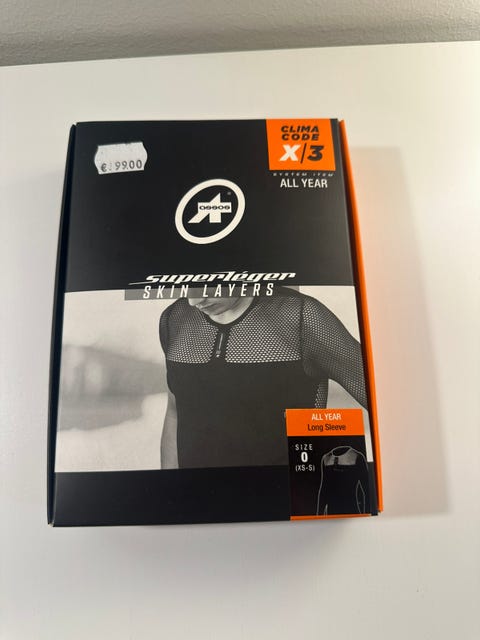 € 99.00
CLIMA
CODE
X/3
SYSTEM ITEM
ALL YEAR
assos
®
superléger
SKIN LAYERS
ALL YEAR
Long Sleeve
SIZE
0
(XS-S)